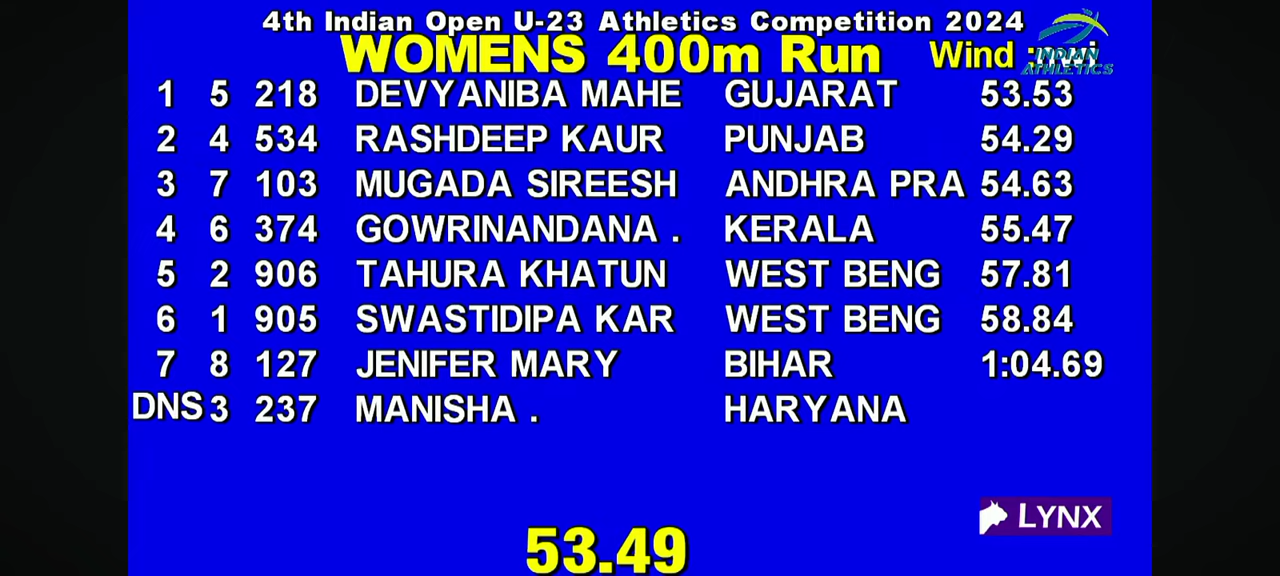 4th Indian Open U-23 Athletics Competition 2024
WOMENS 400m Run Wind :
INDIAN
ATHLETICS
1 5 218 DEVYANIBA MAHE GUJARAT 53.53
2 4 534 RASHDEEP KAUR PUNJAB 54.29
3 7 103 MUGADA SIREESH ANDHRA PRA 54.63
4 6 374 GOWRINANDANA . KERALA 55.47
5 2 906 TAHURA KHATUN WEST BENG 57.81
6 1 905 SWASTIDIPA KAR WEST BENG 58.84
7 8 127 JENIFER MARY BIHAR 1:04.69
DNS 3 237 MANISHA . HARYANA
LYNX
53.49